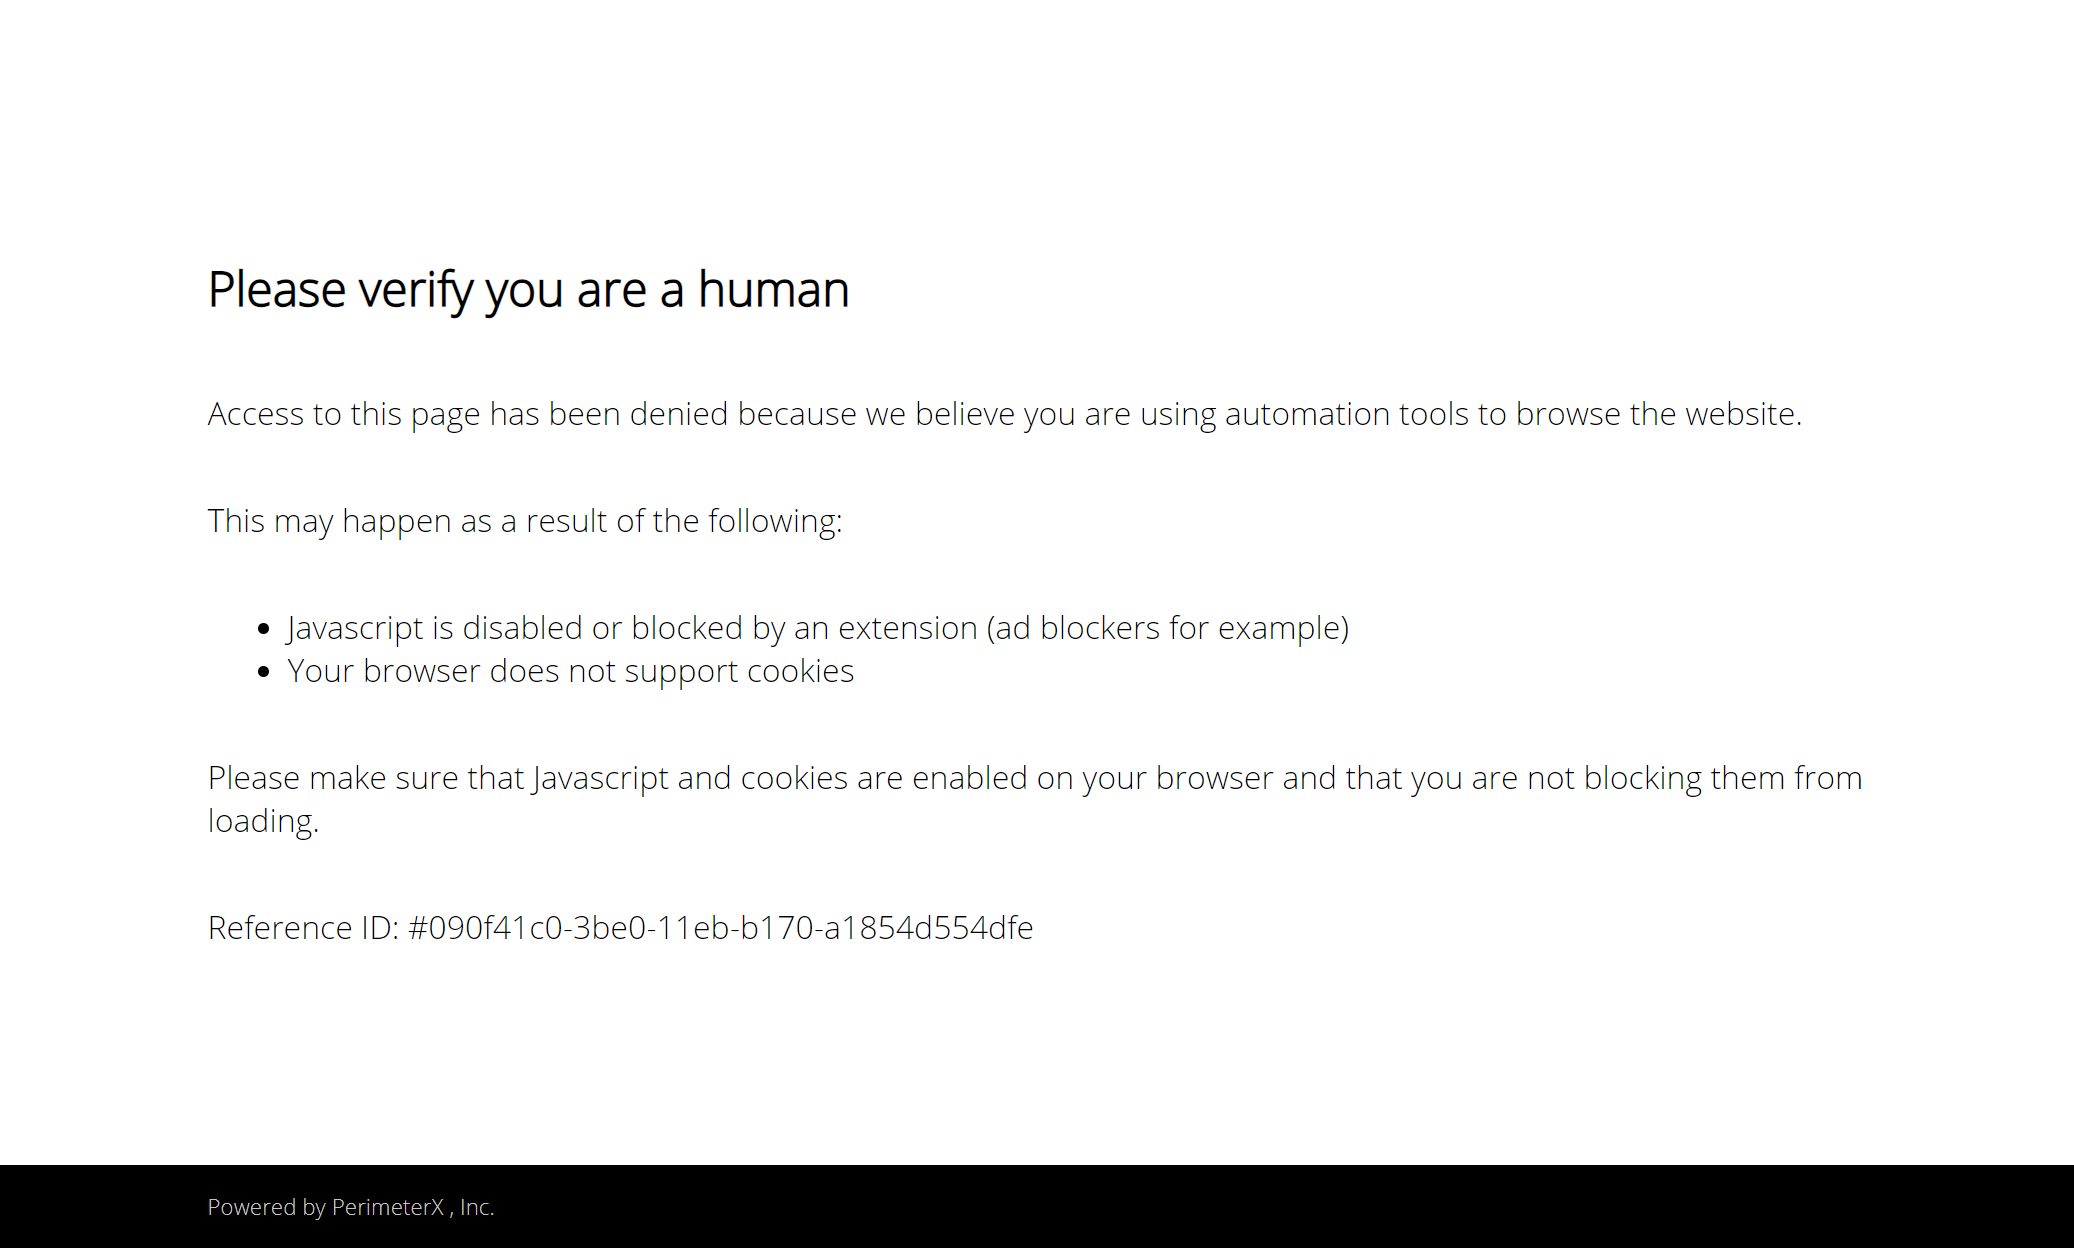 Please verify you are a human
Access to this page has been denied because we believe you are using automation tools to browse the website.
This may happen as a result of the following:
• Javascript is disabled or blocked by an extension (ad blockers for example)
• Your browser does not support cookies
Please make sure that Javascript and cookies are enabled on your browser and that you are not blocking them from
loading.
Reference ID: #090f41c0-3be0-11eb-b170-a1854d554dfe
Powered by PerimeterX , Inc.